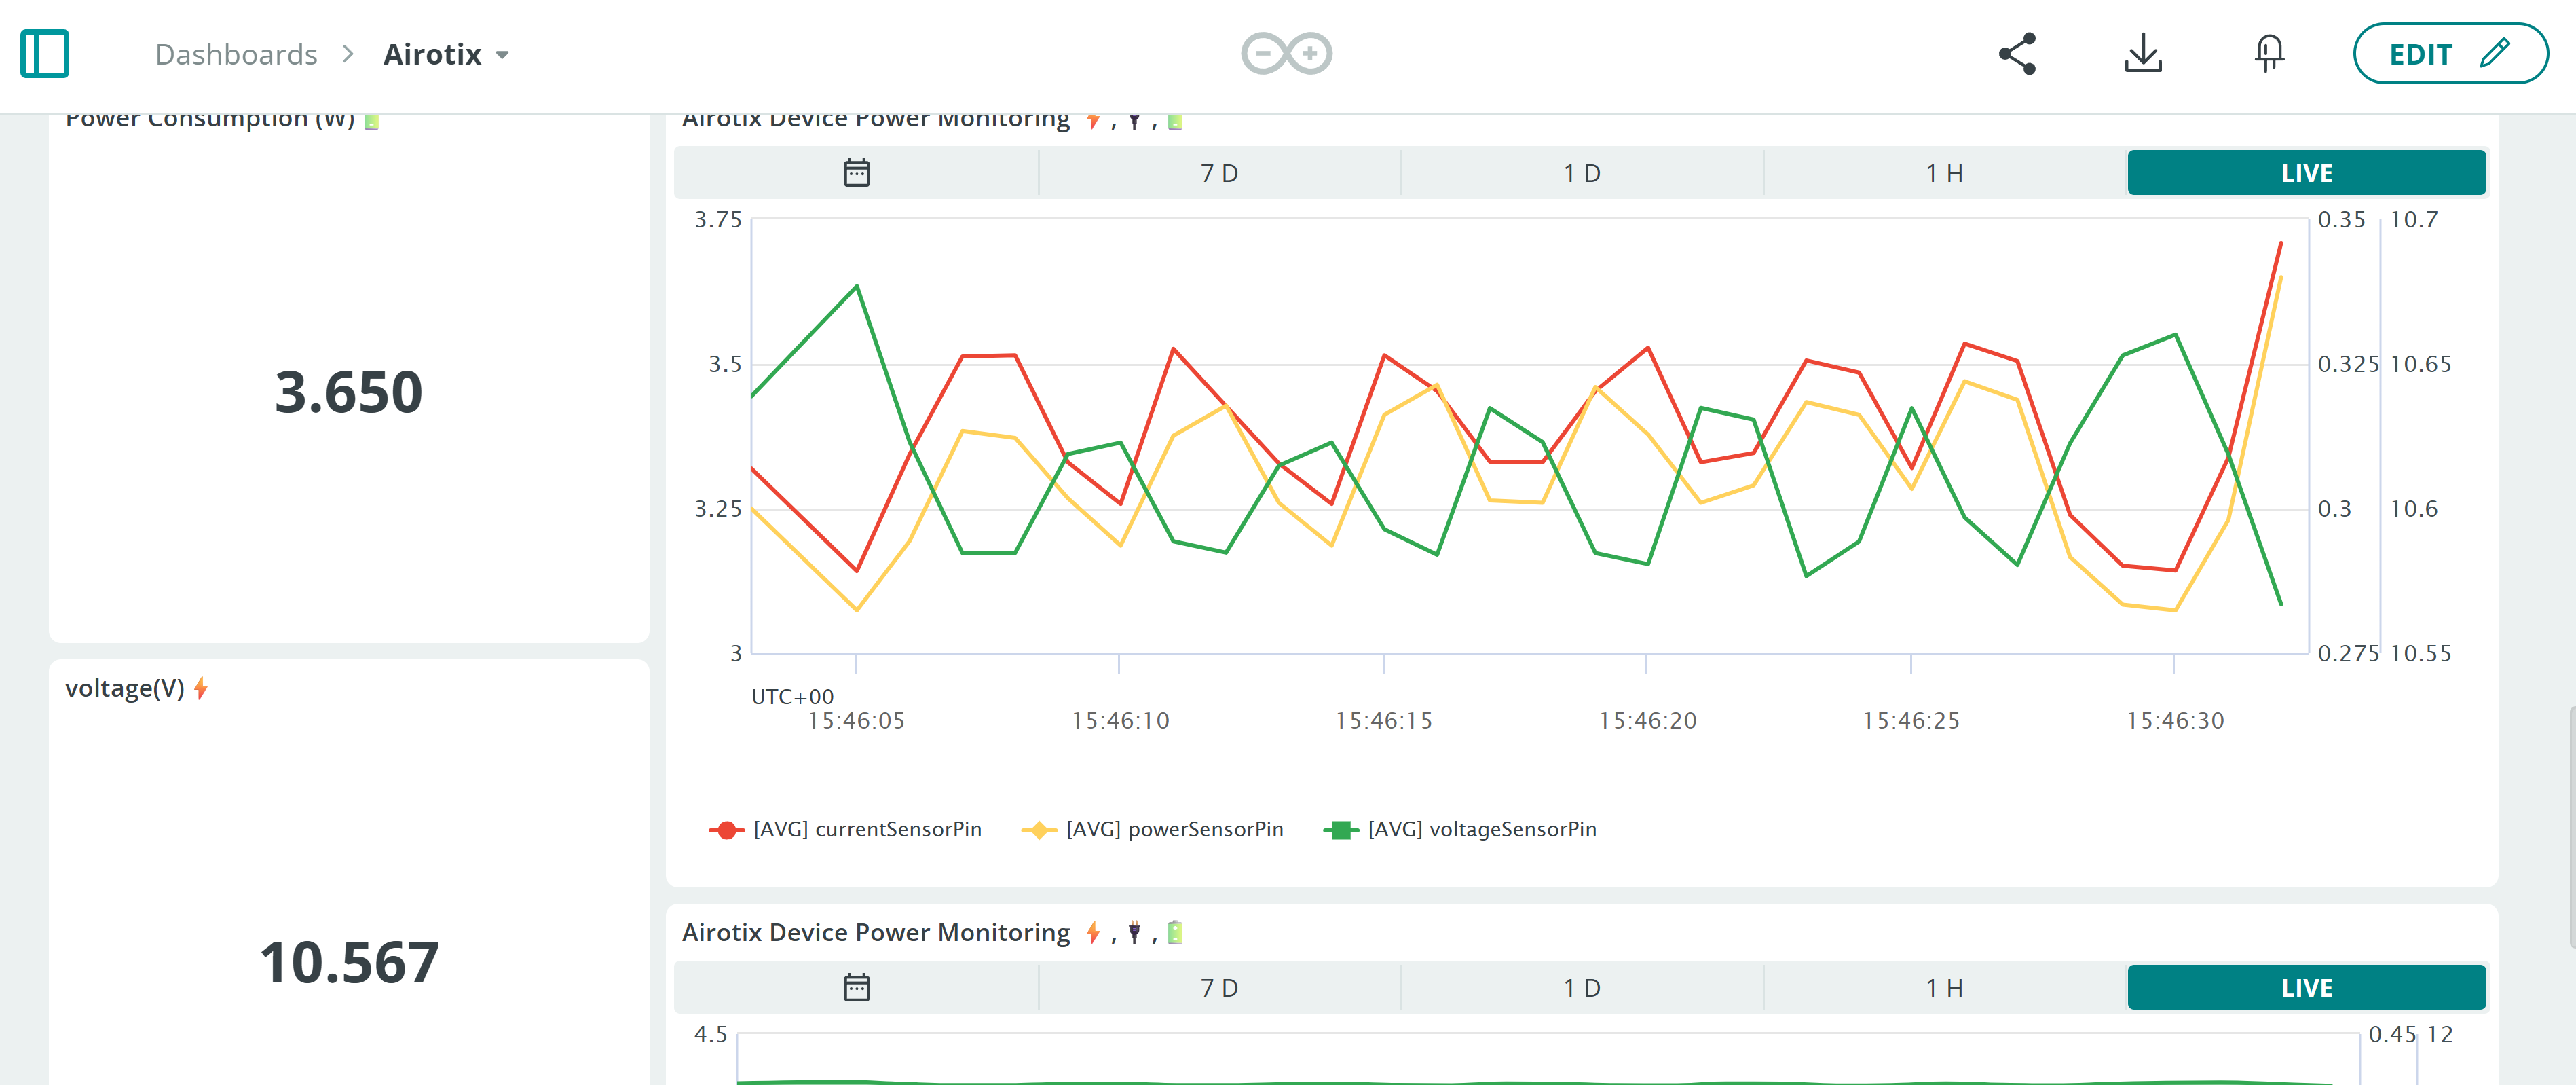 Dashboards > Airotix
EDIT
Power Consumption (W)
3.650
voltage(V)
10.567
Airotix Device Power Monitoring , ,
7 D 1 D 1 H LIVE
3.75 0.35 10.7
3.5 0.325 10.65
3.25 0.3 10.6
3 0.275 10.55
UTC+00
15:46:05 15:46:10 15:46:15 15:46:20 15:46:25 15:46:30
[AVG] currentSensorPin [AVG] powerSensorPin [AVG] voltageSensorPin
Airotix Device Power Monitoring , ,
7 D 1 D 1 H LIVE
4.5 0.45 12